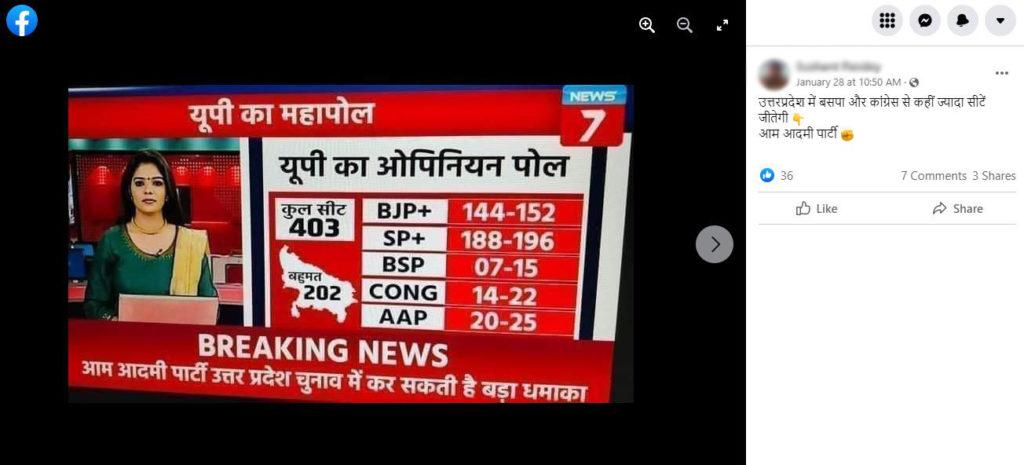 यूपी का महापोल
NEWS
7
यूपी का ओपिनियन पोल
कुल सीट
403
बहुमत
202
BJP+ 144-152
SP+ 188-196
BSP 07-15
CONG 14-22
AAP 20-25
BREAKING NEWS
आम आदमी पार्टी उत्तर प्रदेश चुनाव में कर सकती है बड़ा धमाका
January 28 at 10:50 AM ·
उत्तरप्रदेश में बसपा और कांग्रेस से कहीं ज्यादा सीटें
जीतेगी 👇
आम आदमी पार्टी ✊
36
7 Comments 3 Shares
Like Share